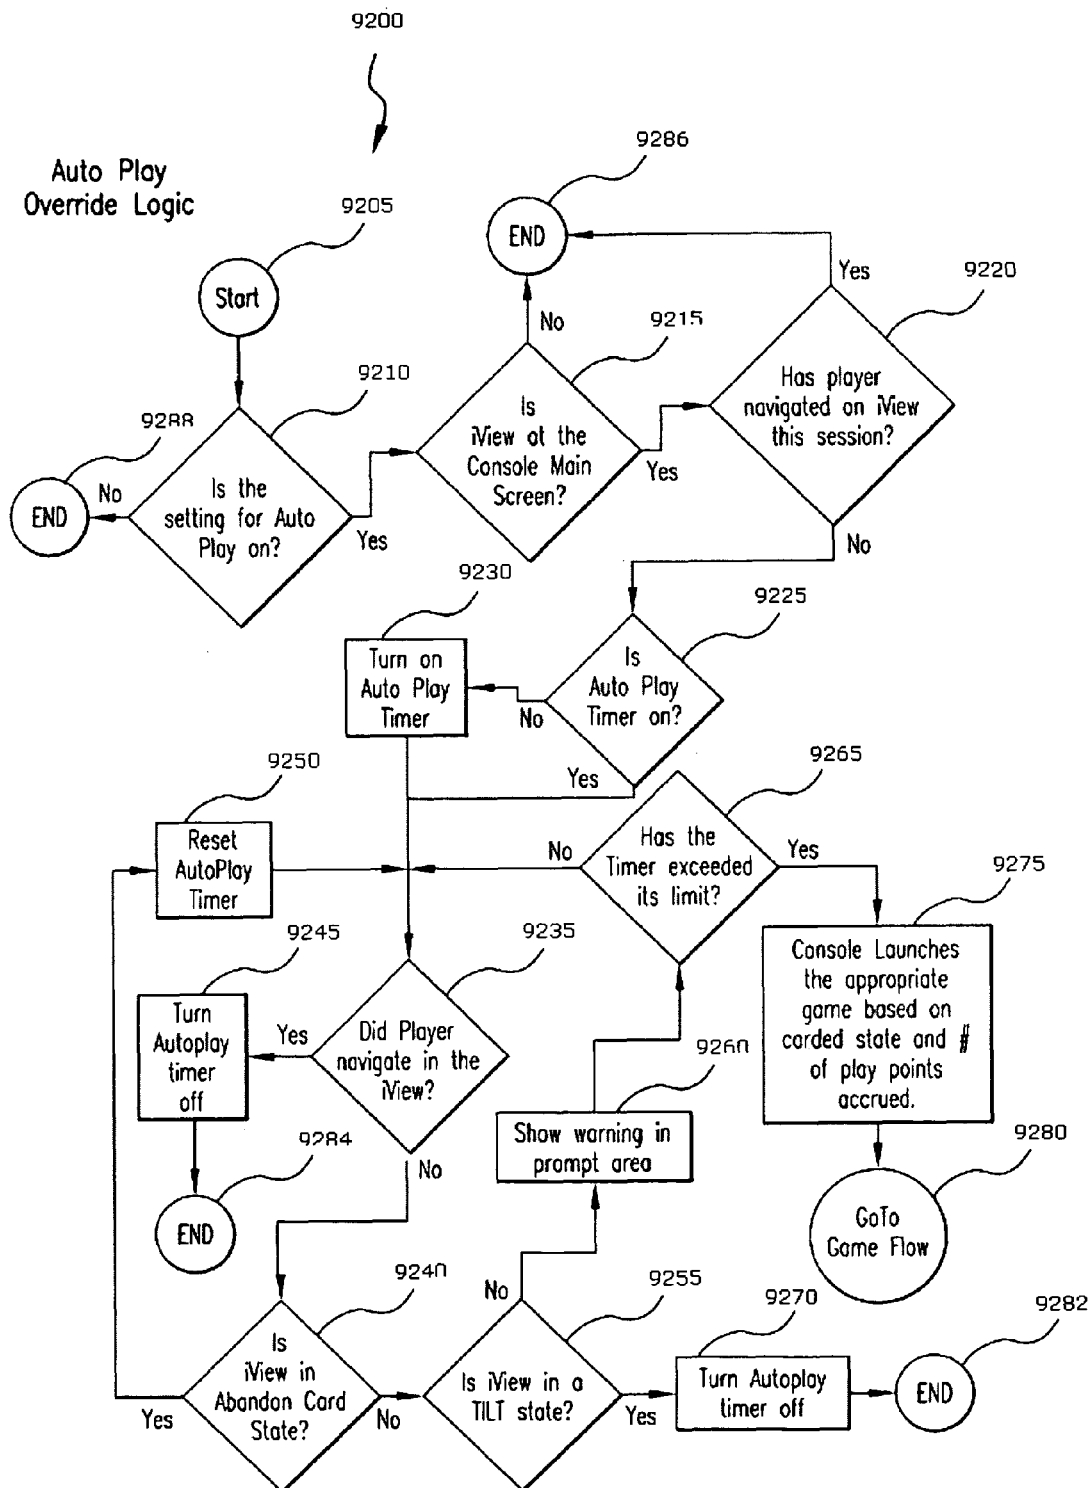 9200
Auto Play
Override Logic
9205
Start
9286
END
Yes
9220
No
9215
9210
Has player
navigated on iView
this session?
Is
iView at the
Console Main
Screen?
Yes
9288
No
END
Is the
setting for Auto
Play on?
Yes
No
9230
9225
Turn on
Auto Play
Timer
Is
Auto Play
Timer on?
No
Yes
9250
9265
Reset
AutoPlay
Timer
No
Has the
Timer exceeded
its limit?
Yes
9275
9245
9235
Console Launches
the appropriate
game based on
carded state and #
of play points
accrued.
Turn
Autoplay
timer
off
Yes
Did Player
navigate in the
iView?
9260
No
Show warning in
prompt area
9284
END
9280
GoTo
Game Flow
9240
No
9255
9270
9282
Is
iView in
Abandon Card
State?
Yes
No
Is iView in a
TILT state?
Yes
Turn Autoplay
timer off
END